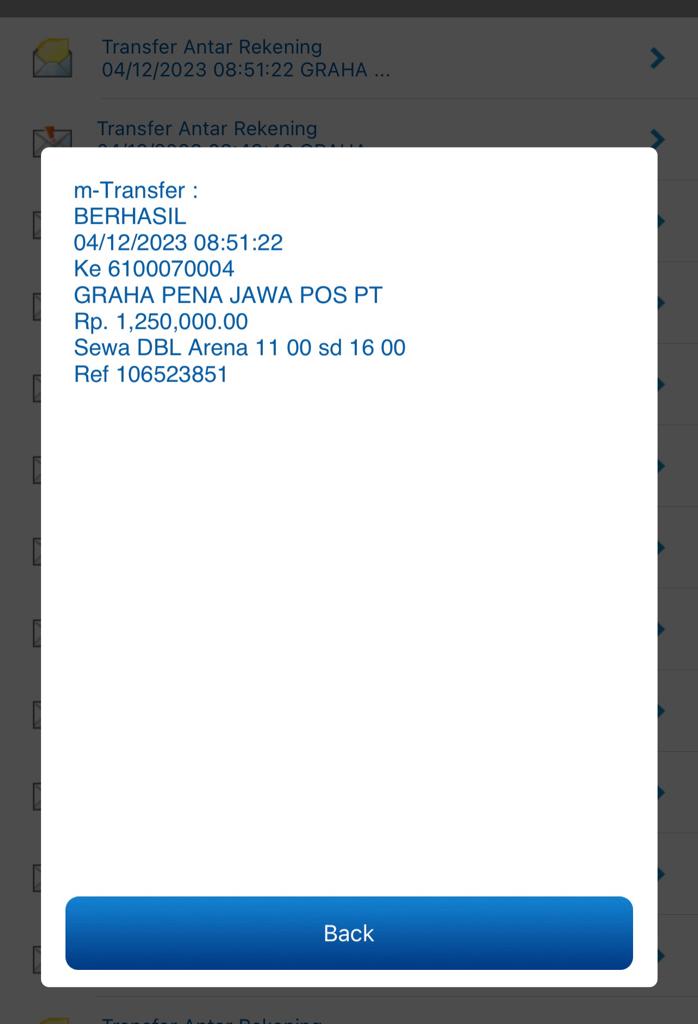 Transfer Antar Rekening
04/12/2023 08:51:22 GRAHA ...
Transfer Antar Rekening
m-Transfer :
BERHASIL
04/12/2023 08:51:22
Ke 6100070004
GRAHA PENA JAWA POS PT
Rp. 1,250,000.00
Sewa DBL Arena 11 00 sd 16 00
Ref 106523851
Back
Transfer Antar Rekening